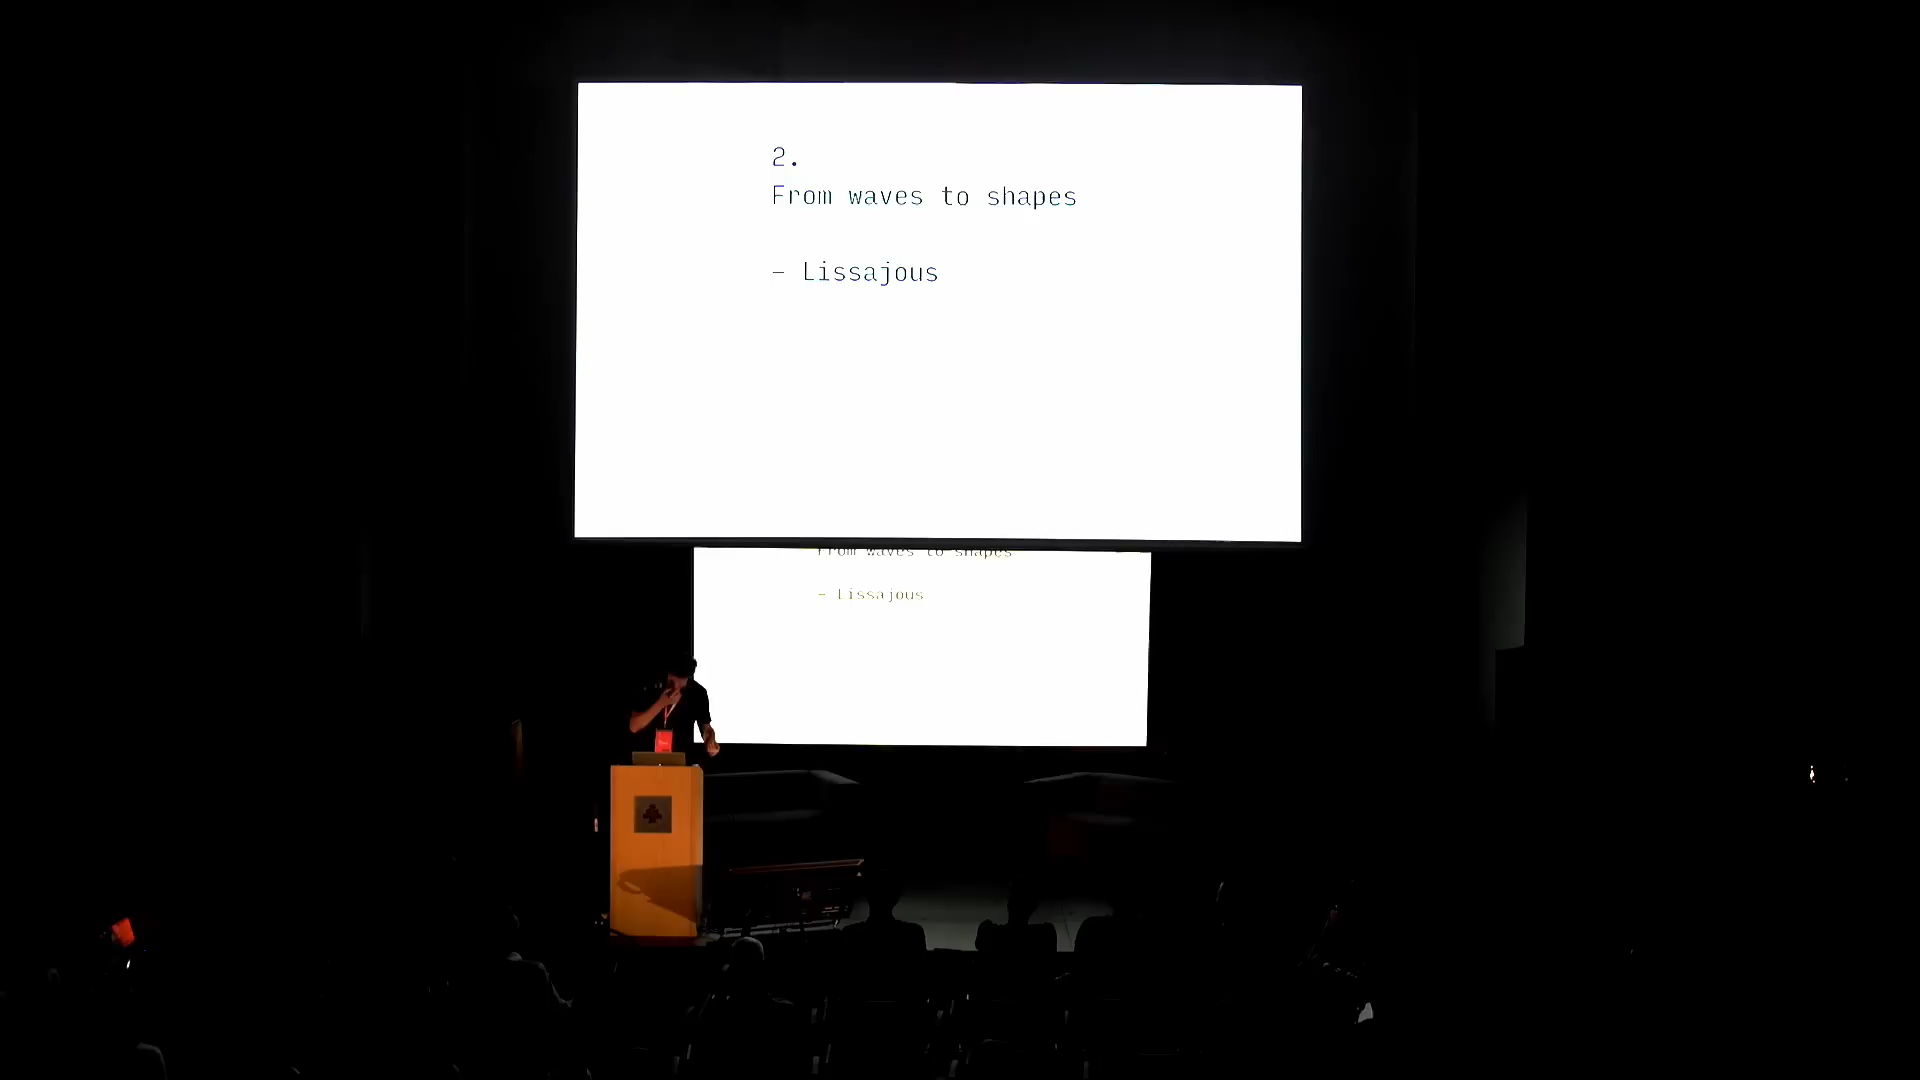 2.
From waves to shapes
– Lissajous
From waves to shapes
– Lissajous